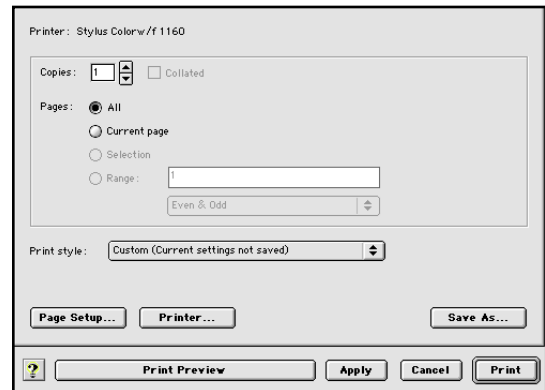 Printer: Stylus Colorw/f 1160
Copies: 1 Collated
Pages: All
Current page
Selection
Range: 1
Even & Odd
Print style: Custom (Current settings not saved)
Page Setup... Printer... Save As...
? Print Preview Apply Cancel Print